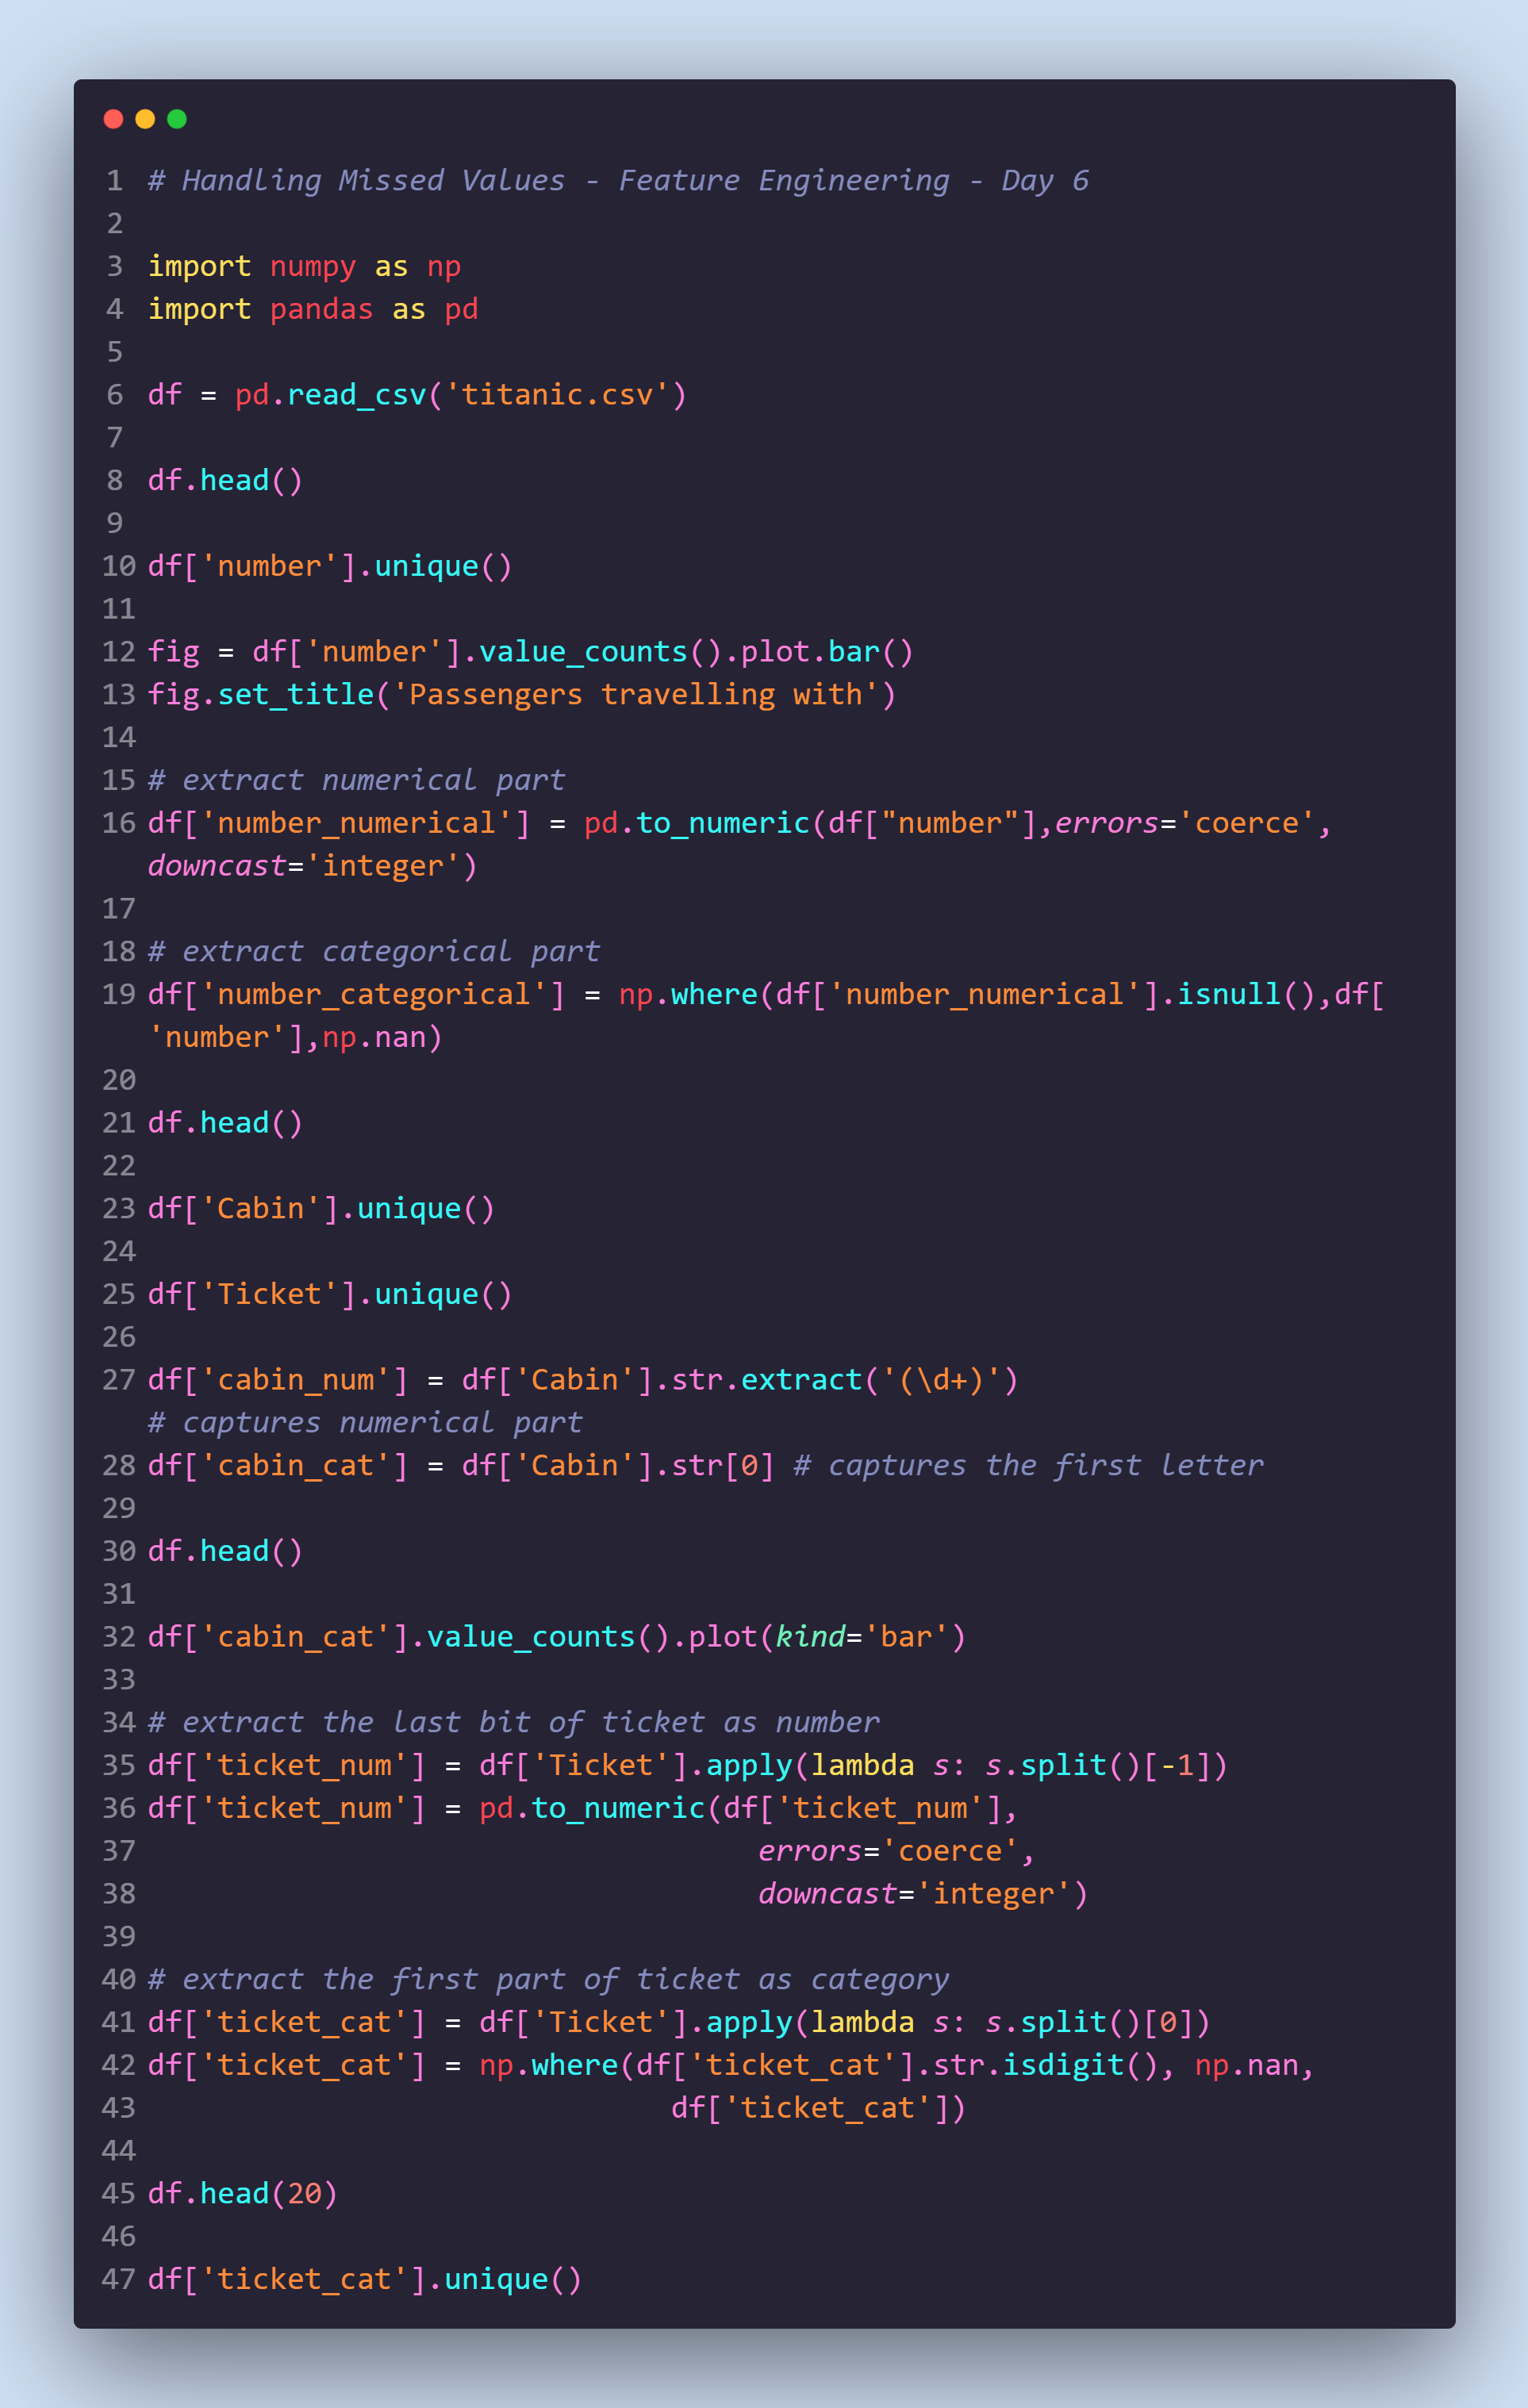 1 # Handling Missed Values - Feature Engineering - Day 6
2
3 import numpy as np
4 import pandas as pd
5
6 df = pd.read_csv('titanic.csv')
7
8 df.head()
9
10 df['number'].unique()
11
12 fig = df['number'].value_counts().plot.bar()
13 fig.set_title('Passengers travelling with')
14
15 # extract numerical part
16 df['number_numerical'] = pd.to_numeric(df["number"],errors='coerce',
downcast='integer')
17
18 # extract categorical part
19 df['number_categorical'] = np.where(df['number_numerical'].isnull(),df[
'number'],np.nan)
20
21 df.head()
22
23 df['Cabin'].unique()
24
25 df['Ticket'].unique()
26
27 df['cabin_num'] = df['Cabin'].str.extract('(\d+)')
# captures numerical part
28 df['cabin_cat'] = df['Cabin'].str[0] # captures the first letter
29
30 df.head()
31
32 df['cabin_cat'].value_counts().plot(kind='bar')
33
34 # extract the last bit of ticket as number
35 df['ticket_num'] = df['Ticket'].apply(lambda s: s.split()[-1])
36 df['ticket_num'] = pd.to_numeric(df['ticket_num'],
37                                    errors='coerce',
38                                    downcast='integer')
39
40 # extract the first part of ticket as category
41 df['ticket_cat'] = df['Ticket'].apply(lambda s: s.split()[0])
42 df['ticket_cat'] = np.where(df['ticket_cat'].str.isdigit(), np.nan,
43                               df['ticket_cat'])
44
45 df.head(20)
46
47 df['ticket_cat'].unique()